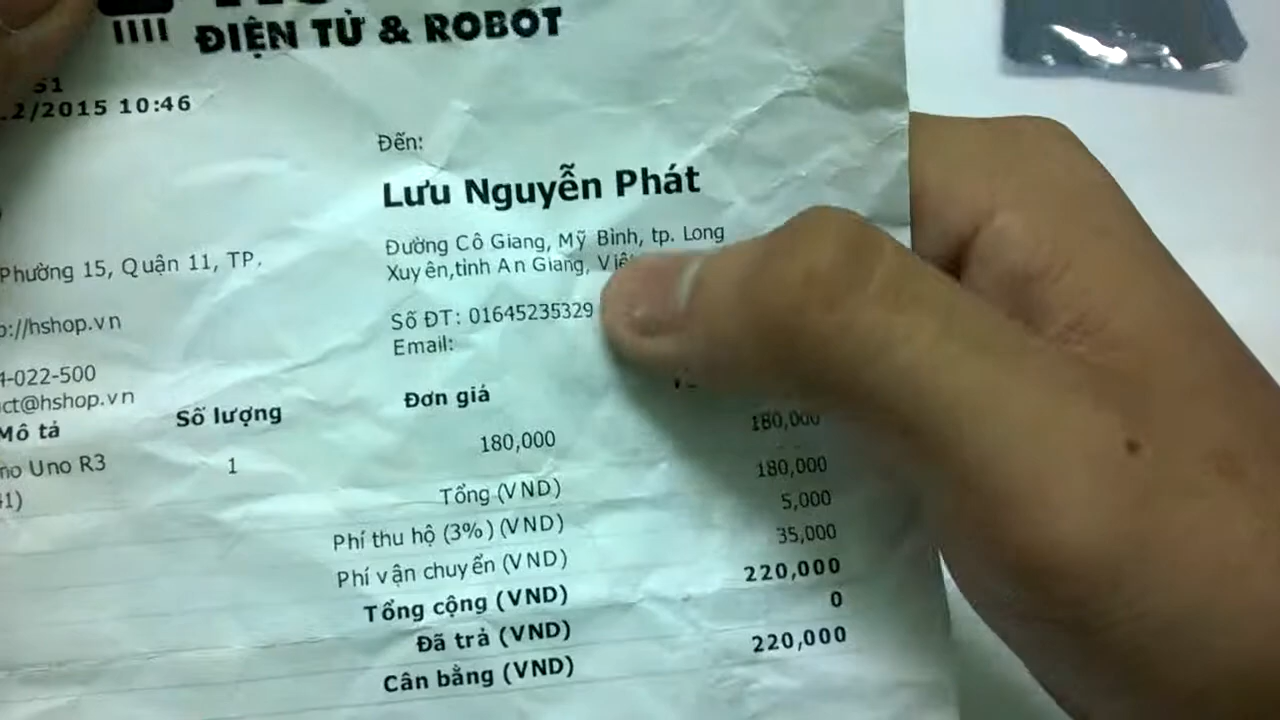 ĐIỆN TỬ & ROBOT
2/2015 10:46
Đến:
Lưu Nguyễn Phát
Đường Cô Giang, Mỹ Bình, tp. Long
Xuyên,tỉnh An Giang,
Phường 15, Quận 11, TP.
Số ĐT: 01645235329
://hshop.vn
Email:
-022-500
ct@hshop.vn
Mô tả Số lượng Đơn giá
180,000 180,000
no Uno R3 1
Tổng (VND) 180,000
Phí thu hộ (3%) (VND) 5,000
Phí vận chuyển (VND) 35,000
Tổng cộng (VND) 220,000
Đã trả (VND) 0
Cân bằng (VND) 220,000